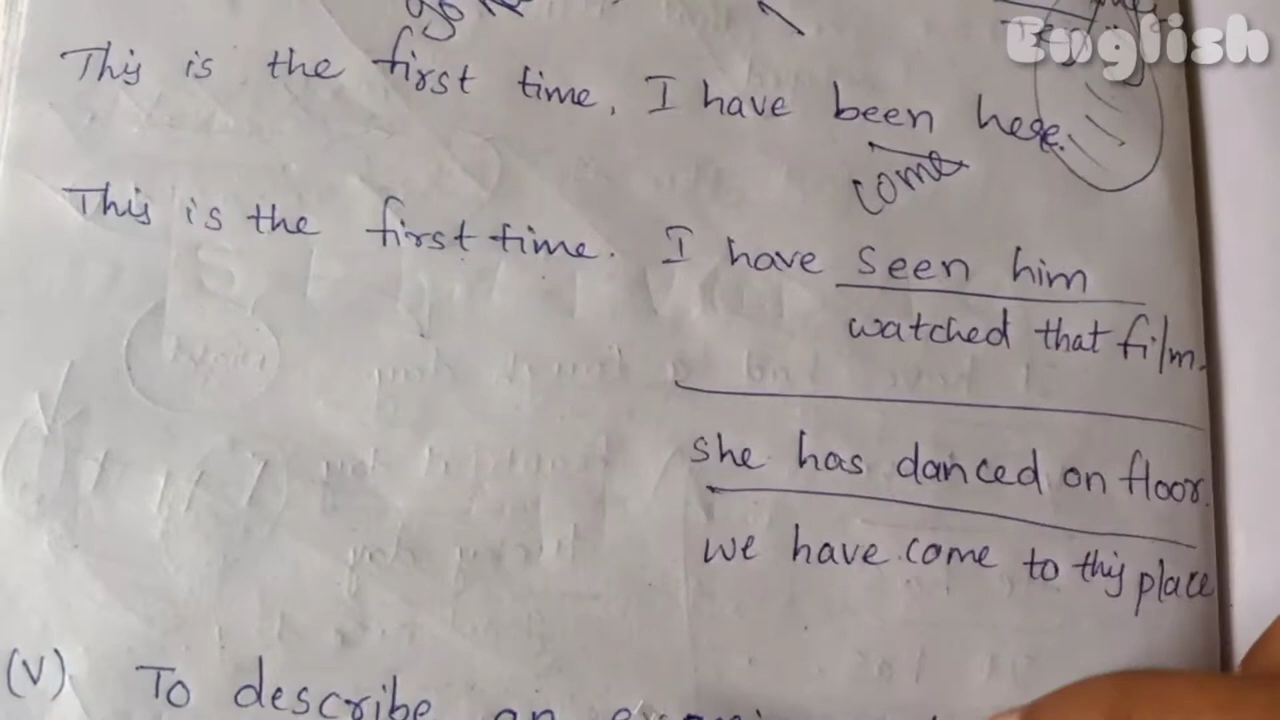 English
This is the first time, I have been here.
come
This is the first time. I have seen him
watched that film.
she has danced on floor.
we have come to this place
(V) To describe an